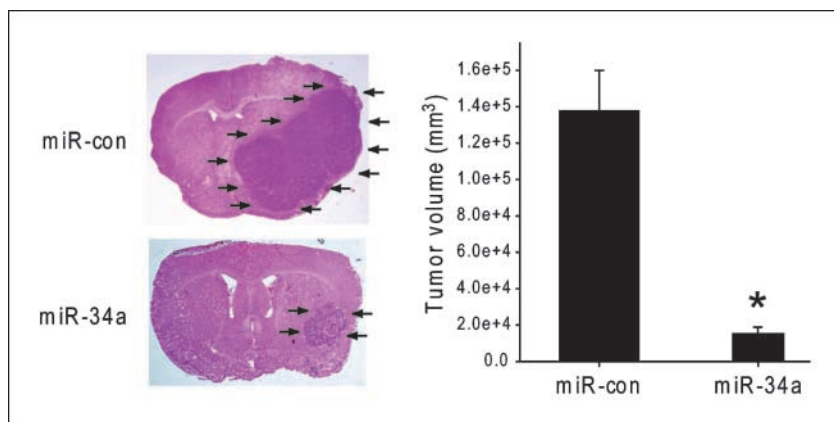 miR-con
miR-34a
Tumor volume (mm³)
1.6e+5
1.4e+5
1.2e+5
1.0e+5
8.0e+4
6.0e+4
4.0e+4
2.0e+4
0.0
*
miR-con
miR-34a